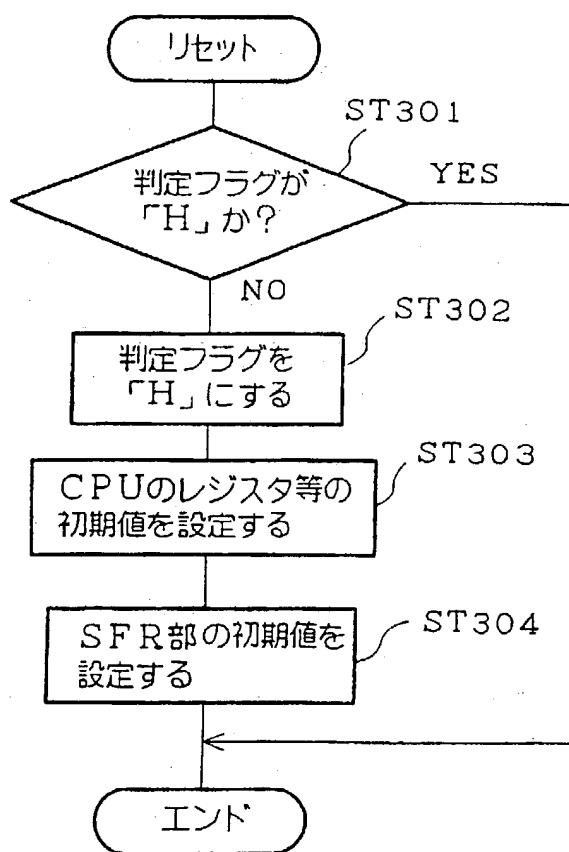 リセット
ST301
判定フラグが
「H」か?
YES
NO
ST302
判定フラグを
「H」にする
ST303
CPUのレジスタ等の
初期値を設定する
ST304
SFR部の初期値を
設定する
エンド